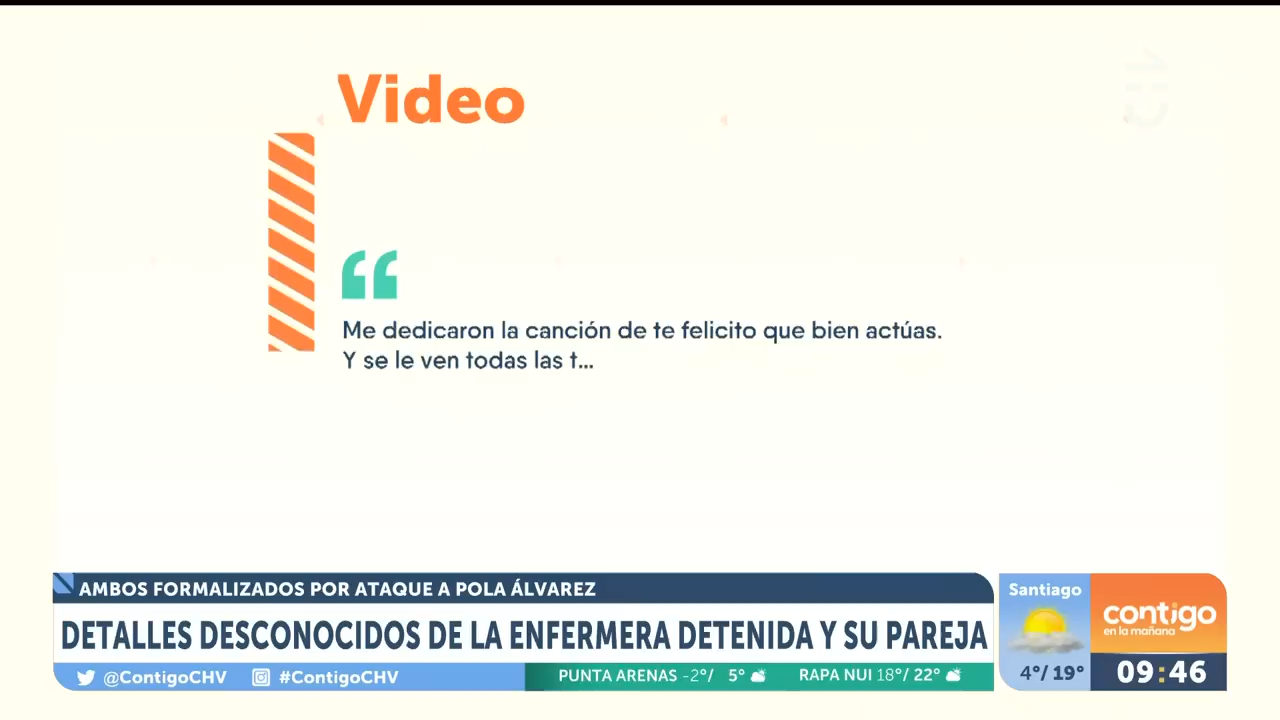 CHV
Video
“
Me dedicaron la canción de te felicito que bien actúas.
Y se le ven todas las t...
AMBOS FORMALIZADOS POR ATAQUE A POLA ÁLVAREZ
DETALLES DESCONOCIDOS DE LA ENFERMERA DETENIDA Y SU PAREJA
@ContigoCHV #ContigoCHV
PUNTA ARENAS -2°/ 5° RAPA NUI 18°/ 22°
Santiago
4°/ 19°
contigo
en la mañana
09:46